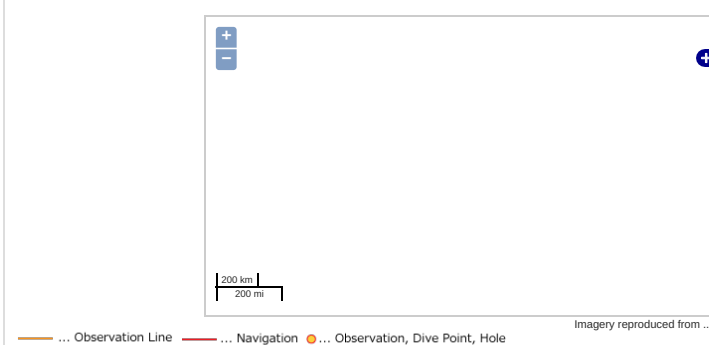 +
−
+
200 km
200 mi
Imagery reproduced from ..
... Observation Line ... Navigation ... Observation, Dive Point, Hole